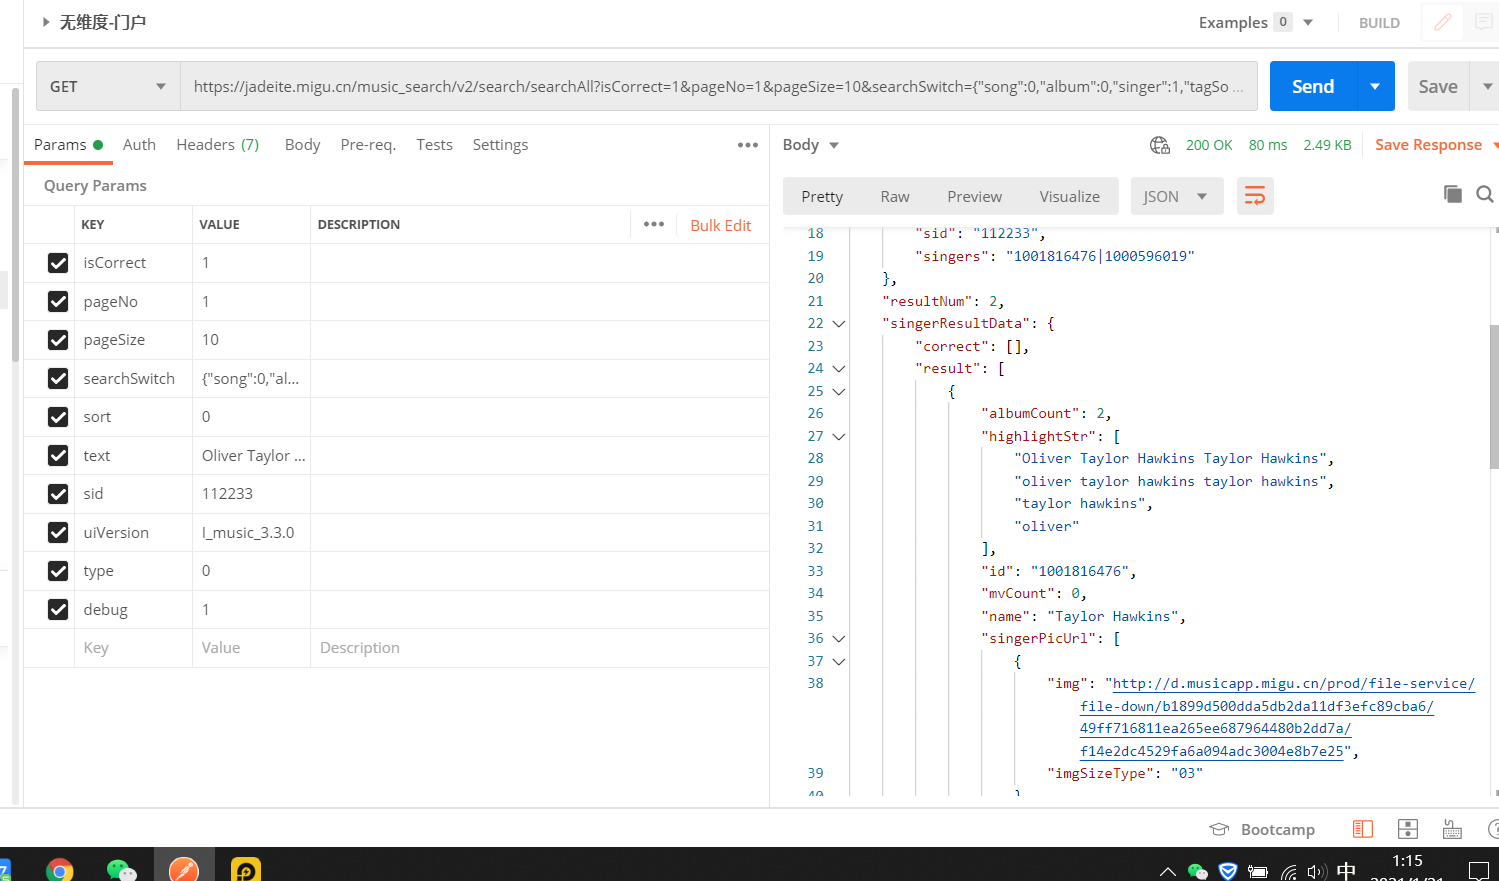 无维度-门户
Examples 0
BUILD
GET
https://jadeite.migu.cn/music_search/v2/search/searchAll?isCorrect=1&pageNo=1&pageSize=10&searchSwitch={"song":0,"album":0,"singer":1,"tagSo ...
Send
Save
Params
Auth
Headers (7)
Body
Pre-req.
Tests
Settings
Query Params
KEY VALUE DESCRIPTION
Bulk Edit
isCorrect 1
pageNo 1
pageSize 10
searchSwitch {"song":0,"al...
sort 0
text Oliver Taylor ...
sid 112233
uiVersion I_music_3.3.0
type 0
debug 1
Key Value Description
Body
200 OK 80 ms 2.49 KB Save Response
Pretty Raw Preview Visualize JSON
18 "sid": "112233",
19 "singers": "1001816476|1000596019"
20 },
21 "resultNum": 2,
22 "singerResultData": {
23 "correct": [],
24 "result": [
25 {
26 "albumCount": 2,
27 "highlightStr": [
28 "Oliver Taylor Hawkins Taylor Hawkins",
29 "oliver taylor hawkins taylor hawkins",
30 "taylor hawkins",
31 "oliver"
32 ],
33 "id": "1001816476",
34 "mvCount": 0,
35 "name": "Taylor Hawkins",
36 "singerPicUrl": [
37 {
38 "img": "http://d.musicapp.migu.cn/prod/file-service/
file-down/b1899d500dda5db2da11df3efc89cba6/
49ff716811ea265ee687964480b2dd7a/
f14e2dc4529fa6a094adc3004e8b7e25",
39 "imgSizeType": "03"
40 }
Bootcamp
中
1:15
2021/1/21